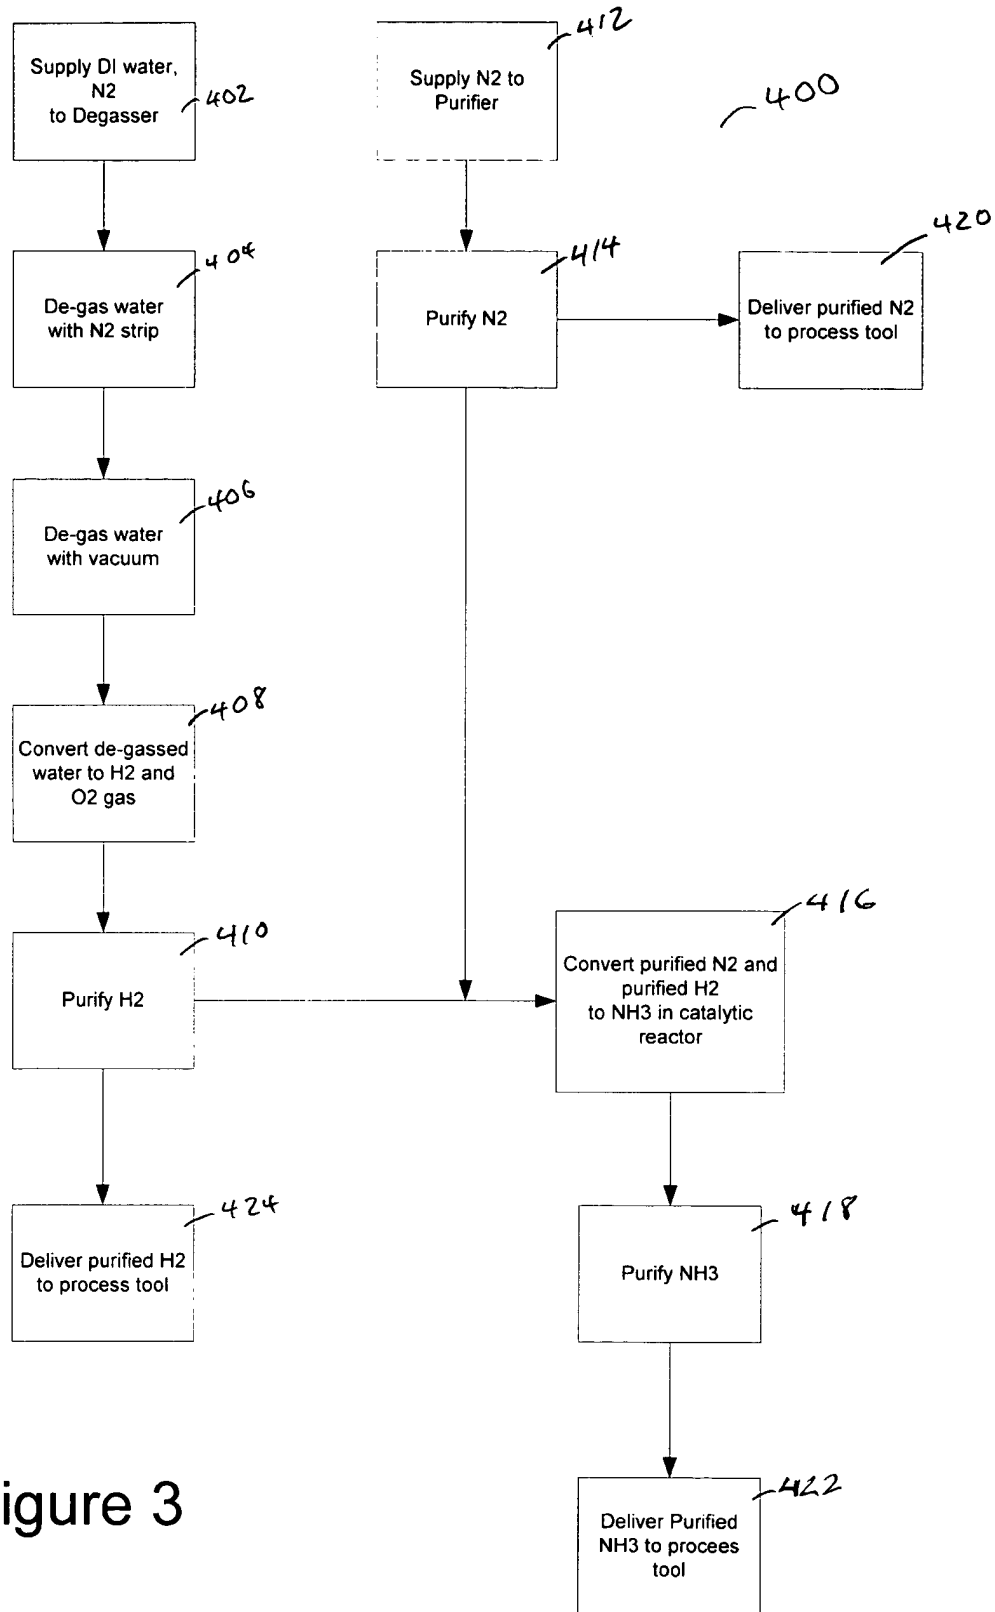 Supply DI water,
N2
to Degasser
402
412
Supply N2 to
Purifier
400
404
De-gas water
with N2 strip
414
Purify N2
420
Deliver purified N2
to process tool
406
De-gas water
with vacuum
408
Convert de-gassed
water to H2 and
O2 gas
410
Purify H2
416
Convert purified N2 and
purified H2
to NH3 in catalytic
reactor
424
Deliver purified H2
to process tool
418
Purify NH3
422
Deliver Purified
NH3 to procees
tool
igure 3